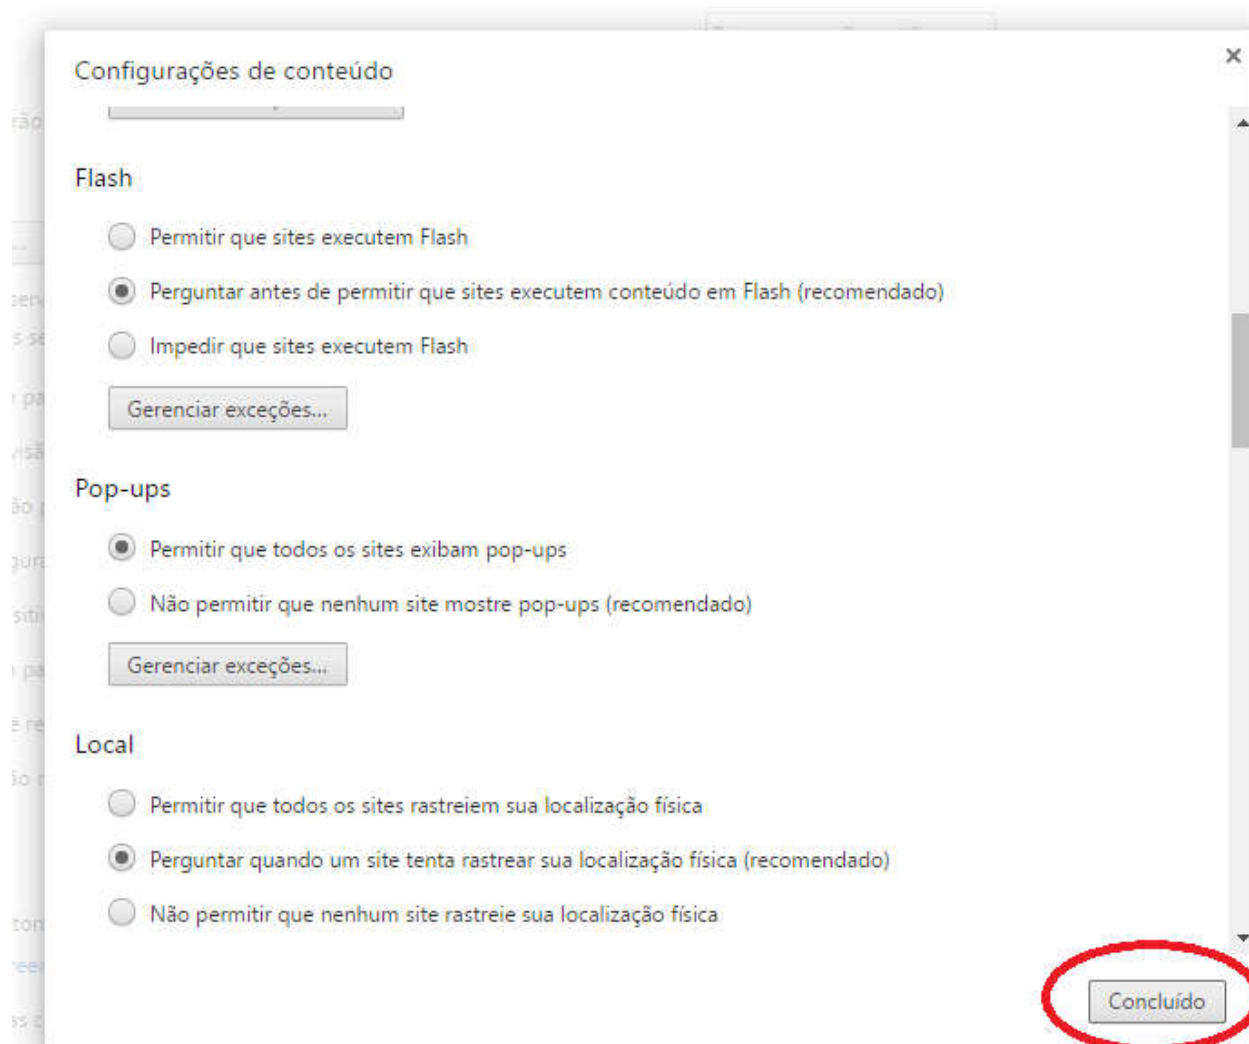 Configurações de conteúdo
Flash
Permitir que sites executem Flash
Perguntar antes de permitir que sites executem conteúdo em Flash (recomendado)
Impedir que sites executem Flash
Gerenciar exceções...
Pop-ups
Permitir que todos os sites exibam pop-ups
Não permitir que nenhum site mostre pop-ups (recomendado)
Gerenciar exceções...
Local
Permitir que todos os sites rastreiem sua localização física
Perguntar quando um site tenta rastrear sua localização física (recomendado)
Não permitir que nenhum site rastreie sua localização física
Concluído